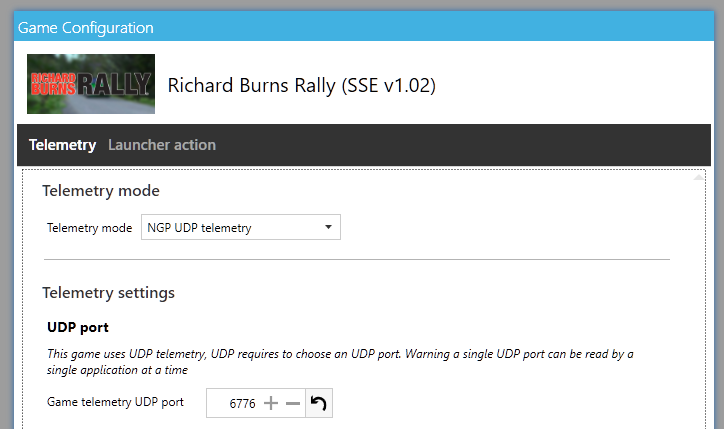 Game Configuration
RICHARD
BURNS RALLY
Richard Burns Rally (SSE v1.02)
Telemetry Launcher action
Telemetry mode
Telemetry mode NGP UDP telemetry
Telemetry settings
UDP port
This game uses UDP telemetry, UDP requires to choose an UDP port. Warning a single UDP port can be read by a
single application at a time
Game telemetry UDP port 6776